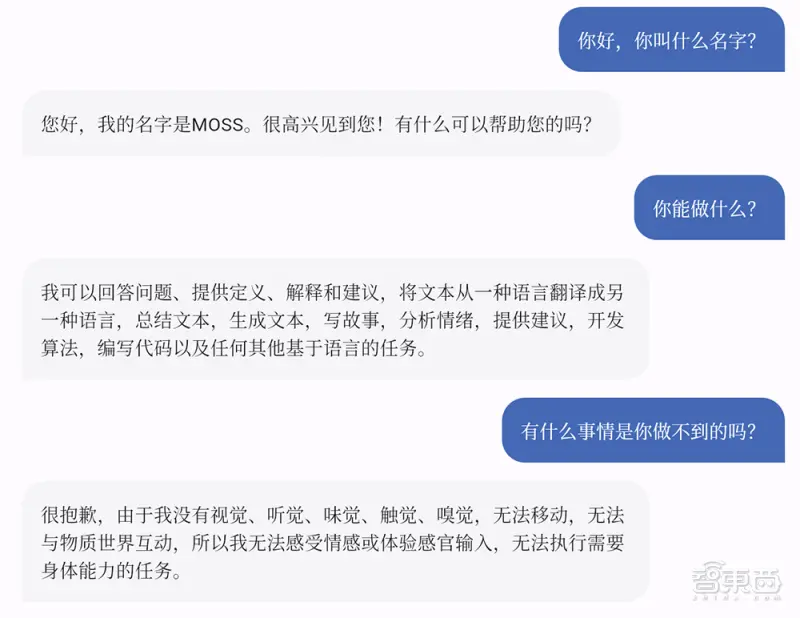 你好，你叫什么名字？
您好，我的名字是MOSS。很高兴见到您！有什么可以帮助您的吗？
你能做什么？
我可以回答问题、提供定义、解释和建议，将文本从一种语言翻译成另
一种语言，总结文本，生成文本，写故事，分析情绪，提供建议，开发
算法，编写代码以及任何其他基于语言的任务。
有什么事情是你做不到的吗？
很抱歉，由于我没有视觉、听觉、味觉、触觉、嗅觉，无法移动，无法
与物质世界互动，所以我无法感受情感或体验感官输入，无法执行需要
身体能力的任务。
智東西